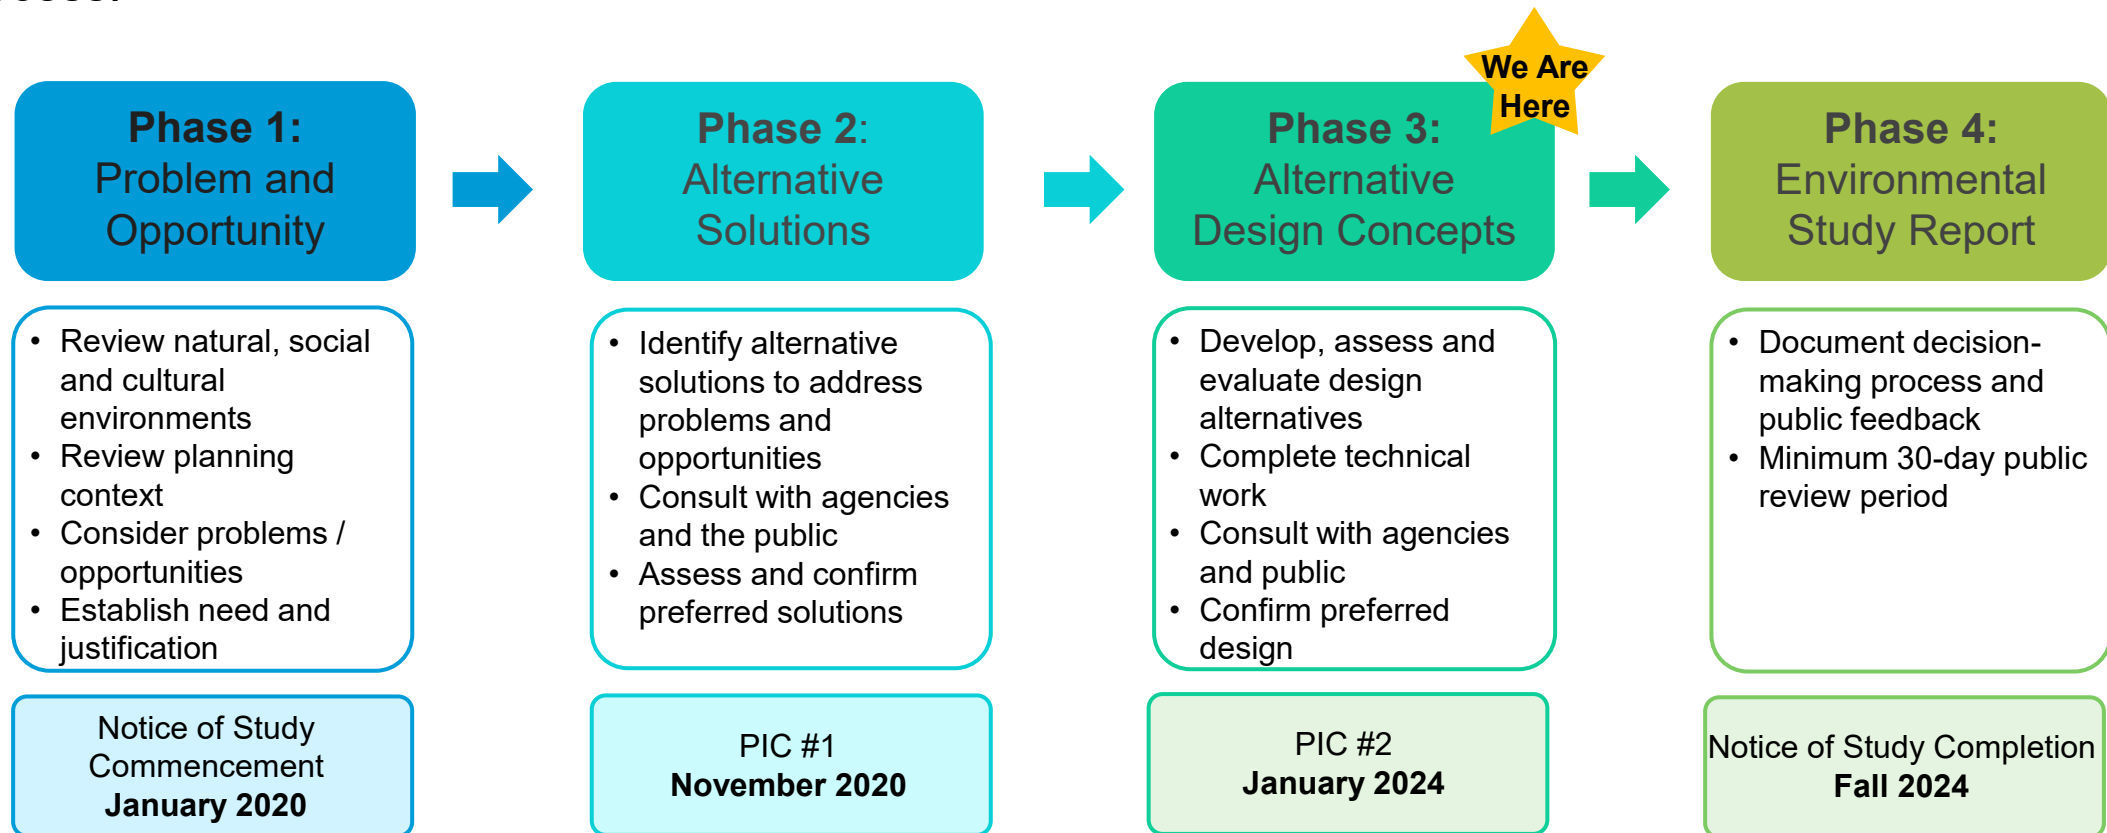 We Are
Here
Phase 1:
Problem and
Opportunity
Phase 2:
Alternative
Solutions
Phase 3:
Alternative
Design Concepts
Phase 4:
Environmental
Study Report
• Review natural, social
and cultural
environments
• Review planning
context
• Consider problems /
opportunities
• Establish need and
justification
• Identify alternative
solutions to address
problems and
opportunities
• Consult with agencies
and the public
• Assess and confirm
preferred solutions
• Develop, assess and
evaluate design
alternatives
• Complete technical
work
• Consult with agencies
and public
• Confirm preferred
design
• Document decision-
making process and
public feedback
• Minimum 30-day public
review period
Notice of Study
Commencement
January 2020
PIC #1
November 2020
PIC #2
January 2024
Notice of Study Completion
Fall 2024